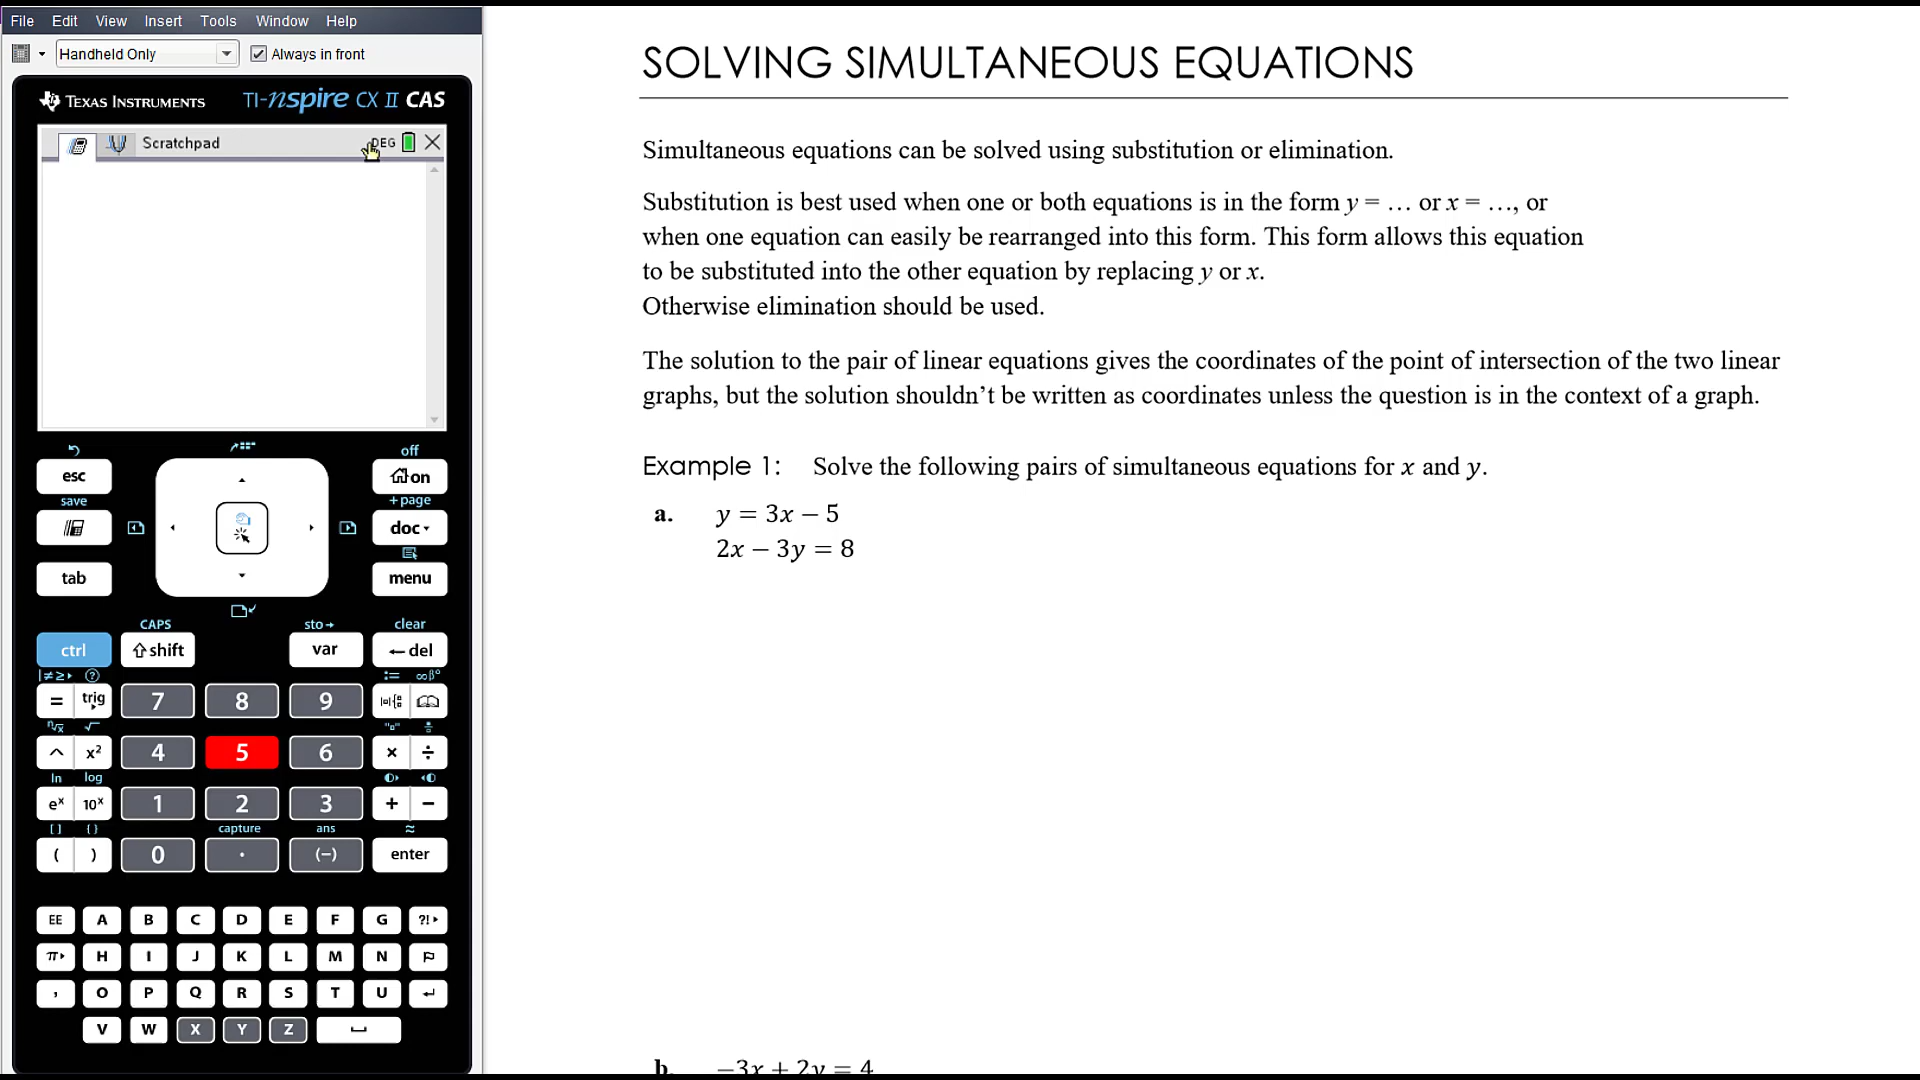 File Edit View Insert Tools Window Help
Handheld Only Always in front
TEXAS INSTRUMENTS TI-nspire CX II CAS
Scratchpad DEG
off
esc on
save + page
doc
tab menu
CAPS sto→ clear
ctrl ⇧shift var ←del
|≠≥▸ ? := ∞β°
= trig 7 8 9
ⁿ√x √ "▫" ÷
^ x² 4 5 6 × ÷
ln log
eˣ 10ˣ 1 2 3 + −
[ ] { } capture ans ≈
( ) 0 . (−) enter
EE A B C D E F G ?!▸
π▸ H I J K L M N
, O P Q R S T U ↵
V W X Y Z
SOLVING SIMULTANEOUS EQUATIONS
Simultaneous equations can be solved using substitution or elimination.
Substitution is best used when one or both equations is in the form y = … or x = …, or
when one equation can easily be rearranged into this form. This form allows this equation
to be substituted into the other equation by replacing y or x.
Otherwise elimination should be used.
The solution to the pair of linear equations gives the coordinates of the point of intersection of the two linear
graphs, but the solution shouldn’t be written as coordinates unless the question is in the context of a graph.
Example 1: Solve the following pairs of simultaneous equations for x and y.
a. y = 3x − 5
2x − 3y = 8
b. −3x + 2y = 4